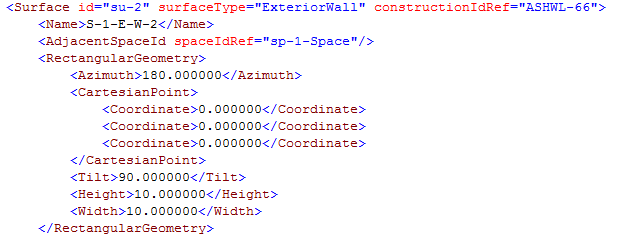 <Surface id="su-2" surfaceType="ExteriorWall" constructionIdRef="ASHWL-66">
<Name>S-1-E-W-2</Name>
<AdjacentSpaceId spaceIdRef="sp-1-Space"/>
<RectangularGeometry>
<Azimuth>180.000000</Azimuth>
<CartesianPoint>
<Coordinate>0.000000</Coordinate>
<Coordinate>0.000000</Coordinate>
<Coordinate>0.000000</Coordinate>
</CartesianPoint>
<Tilt>90.000000</Tilt>
<Height>10.000000</Height>
<Width>10.000000</Width>
</RectangularGeometry>